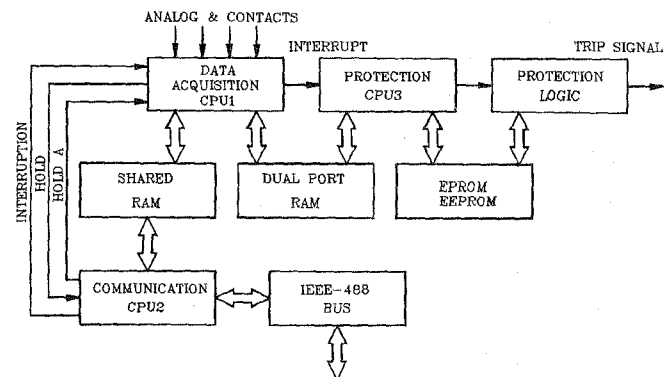 ANALOG & CONTACTS
INTERRUPT
TRIP SIGNAL
DATA
ACQUISITION
CPU1
PROTECTION
CPU3
PROTECTION
LOGIC
INTERRUPTION
HOLD
HOLD A
SHARED
RAM
DUAL PORT
RAM
EPROM
EEPROM
COMMUNICATION
CPU2
IEEE-488
BUS